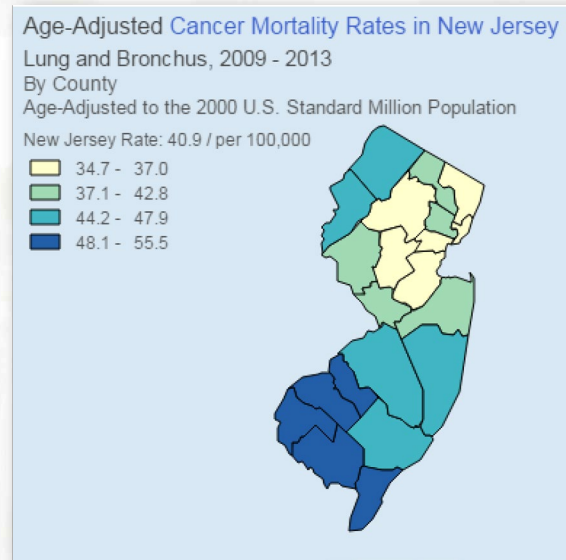 Age-Adjusted Cancer Mortality Rates in New Jersey
Lung and Bronchus, 2009 - 2013
By County
Age-Adjusted to the 2000 U.S. Standard Million Population
New Jersey Rate: 40.9 / per 100,000
34.7 - 37.0
37.1 - 42.8
44.2 - 47.9
48.1 - 55.5